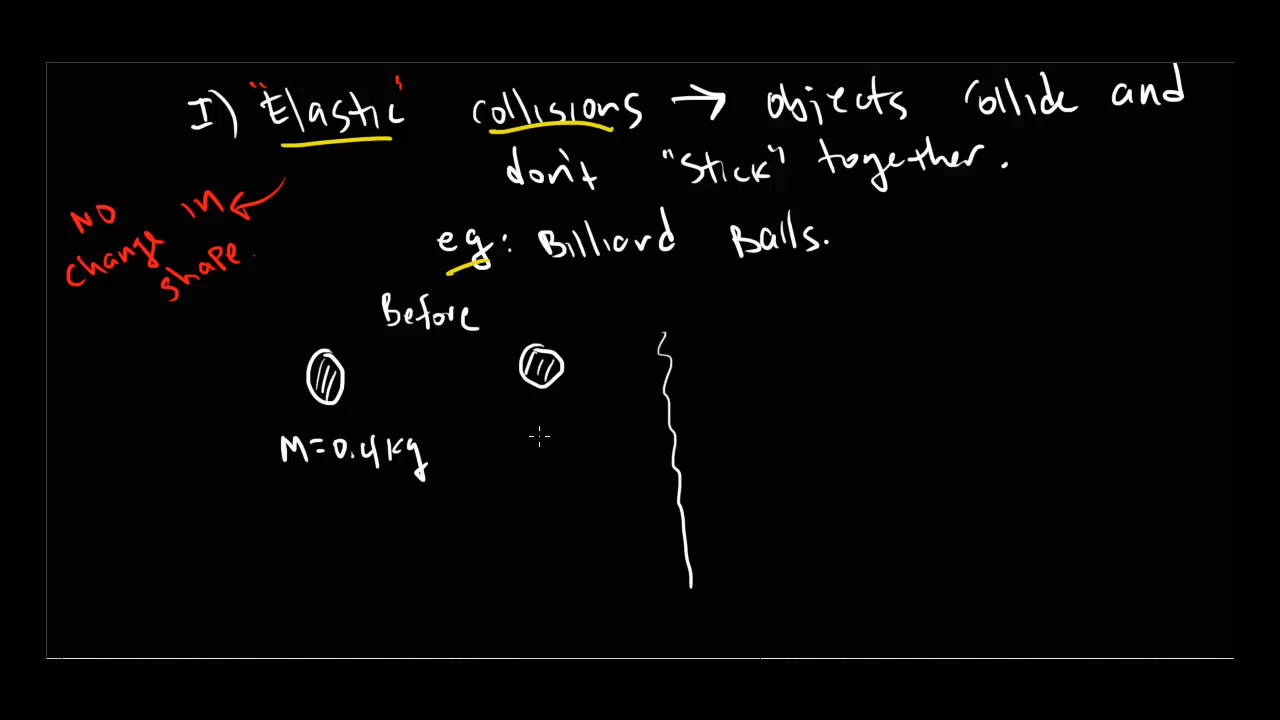 I) "Elastic" collisions → objects collide and
don't "stick" together.
NO
change in
shape.
eg: Billiard Balls.
Before
M=0.4kg